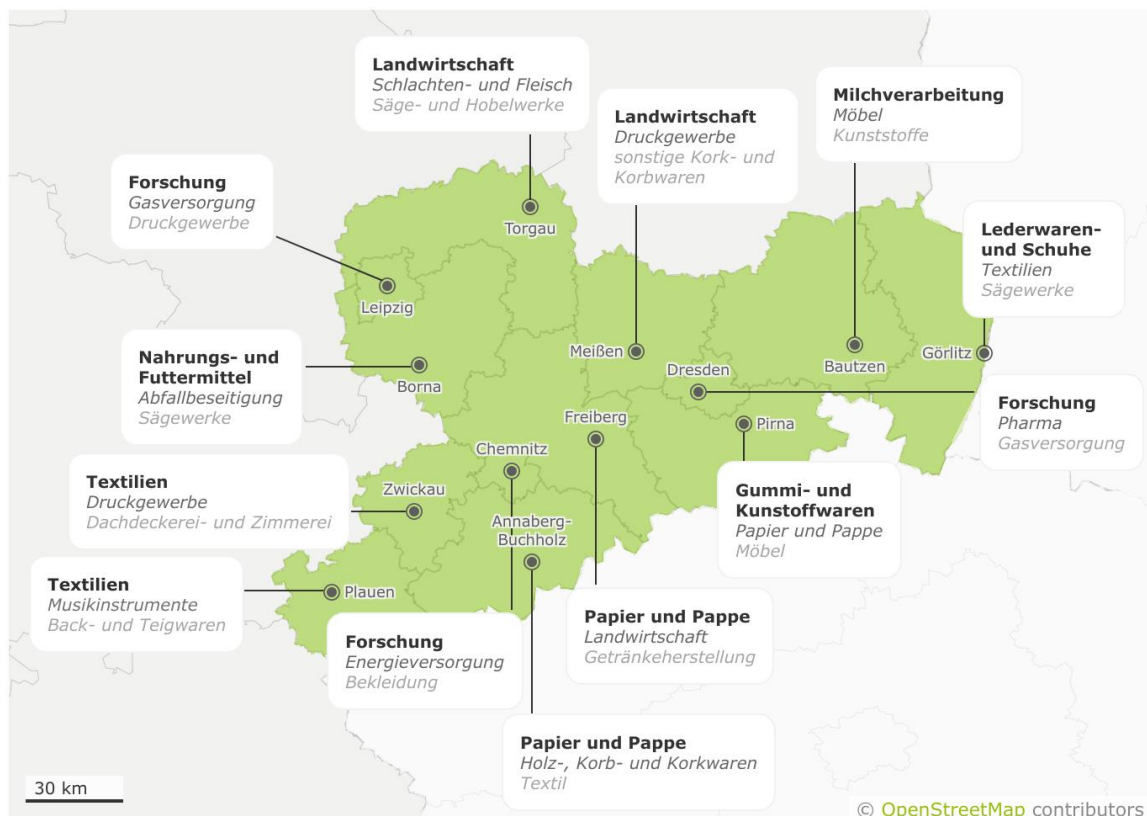 Landwirtschaft
Schlachten- und Fleisch
Säge- und Hobelwerke
Landwirtschaft
Druckgewerbe
sonstige Kork- und
Korbwaren
Milchverarbeitung
Möbel
Kunststoffe
Forschung
Gasversorgung
Druckgewerbe
Lederwaren-
und Schuhe
Textilien
Sägewerke
Torgau
Leipzig
Nahrungs- und
Futtermittel
Abfallbeseitigung
Sägewerke
Borna
Meißen
Dresden
Bautzen
Görlitz
Forschung
Pharma
Gasversorgung
Freiberg
Pirna
Chemnitz
Zwickau
Annaberg-
Buchholz
Textilien
Druckgewerbe
Dachdeckerei- und Zimmerei
Gummi- und
Kunstoffwaren
Papier und Pappe
Möbel
Textilien
Musikinstrumente
Back- und Teigwaren
Plauen
Forschung
Energieversorgung
Bekleidung
Papier und Pappe
Landwirtschaft
Getränkeherstellung
Papier und Pappe
Holz-, Korb- und Korkwaren
Textil
30 km
© OpenStreetMap contributors